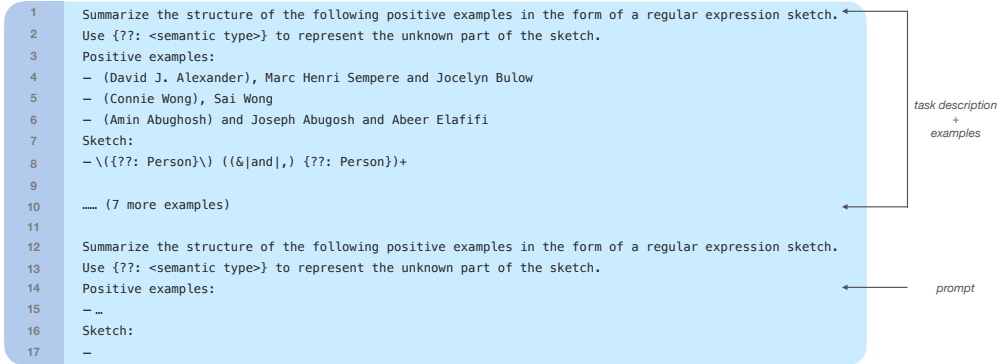 1 Summarize the structure of the following positive examples in the form of a regular expression sketch.
2 Use {??: <semantic type>} to represent the unknown part of the sketch.
3 Positive examples:
4 – (David J. Alexander), Marc Henri Sempere and Jocelyn Bulow
5 – (Connie Wong), Sai Wong
6 – (Amin Abughosh) and Joseph Abugosh and Abeer Elafifi
7 Sketch:
8 – \({??: Person}\) ((&|and|,) {??: Person})+
9
10 …… (7 more examples)
11
12 Summarize the structure of the following positive examples in the form of a regular expression sketch.
13 Use {??: <semantic type>} to represent the unknown part of the sketch.
14 Positive examples:
15 – …
16 Sketch:
17 –
task description
+
examples
prompt